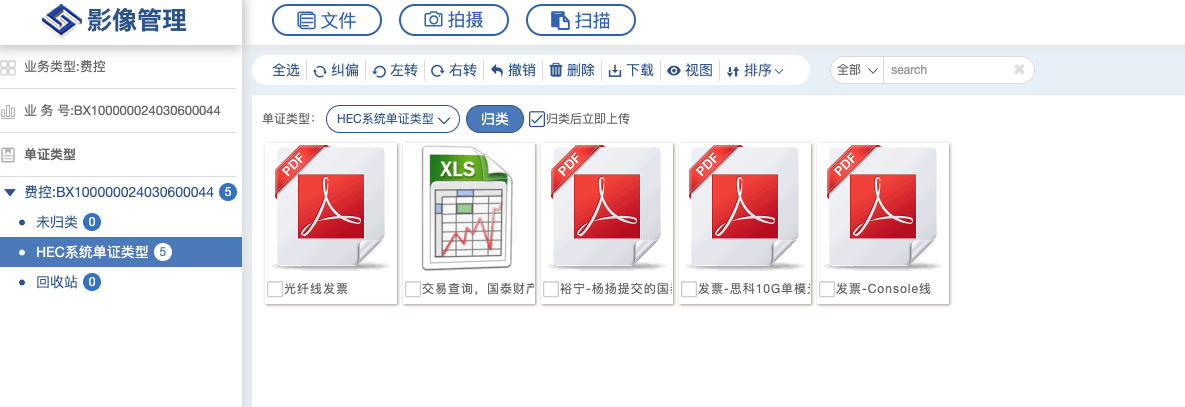 影像管理
文件
拍摄
扫描
业务类型:费控
业 务 号:BX100000024030600044
单证类型
费控:BX100000024030600044 5
未归类 0
HEC系统单证类型 5
回收站 0
全选 纠偏 左转 右转 撤销 删除 下载 视图 排序
全部 search
单证类型: HEC系统单证类型 归类 归类后立即上传
PDF
XLS
PDF
PDF
PDF
光纤线发票
交易查询，国泰财产
裕宁-杨扬提交的国
发票-思科10G单模
发票-Console线